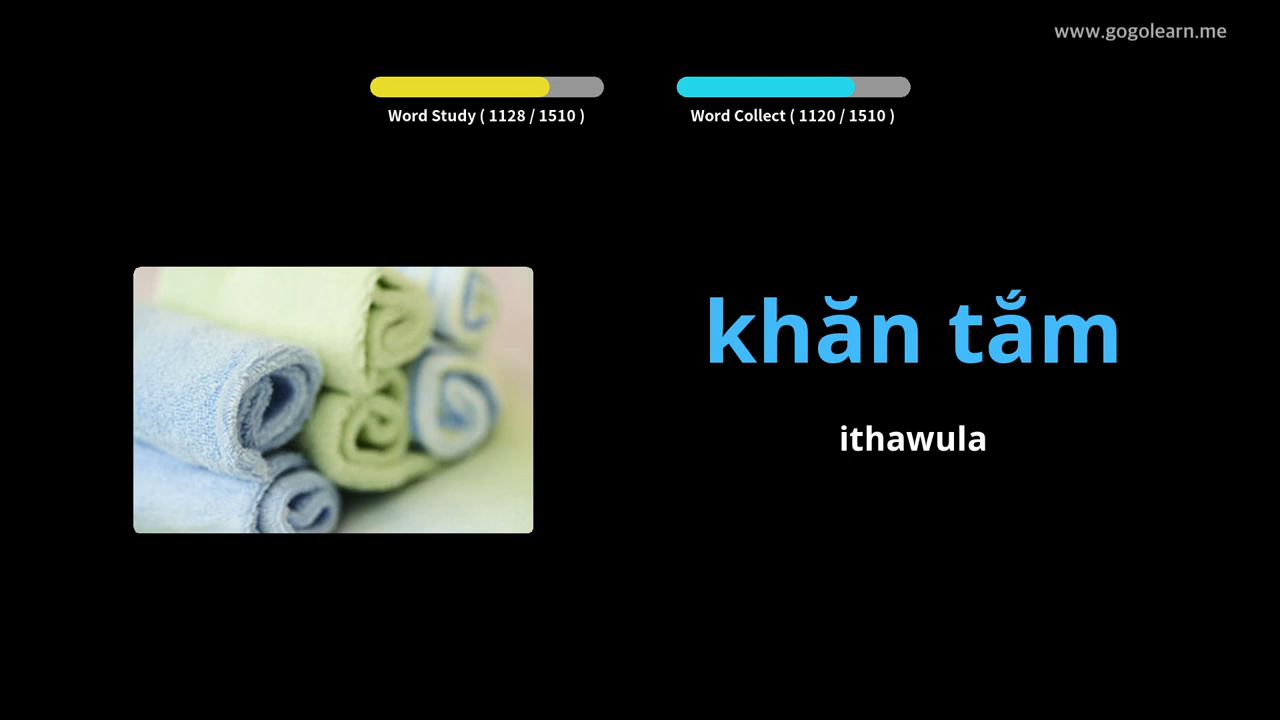 www.gogolearn.me
Word Study ( 1128 / 1510 )
Word Collect ( 1120 / 1510 )
khăn tắm
ithawula